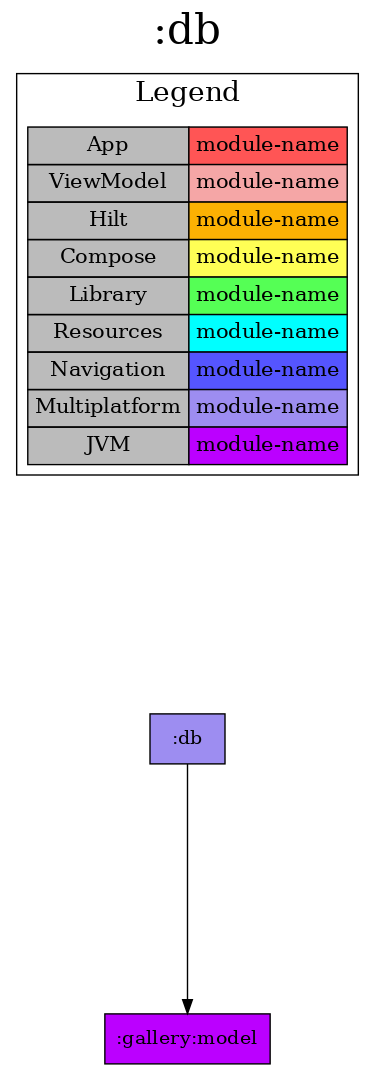 :db
Legend
App module-name
ViewModel module-name
Hilt module-name
Compose module-name
Library module-name
Resources module-name
Navigation module-name
Multiplatform module-name
JVM module-name
:db
:gallery:model